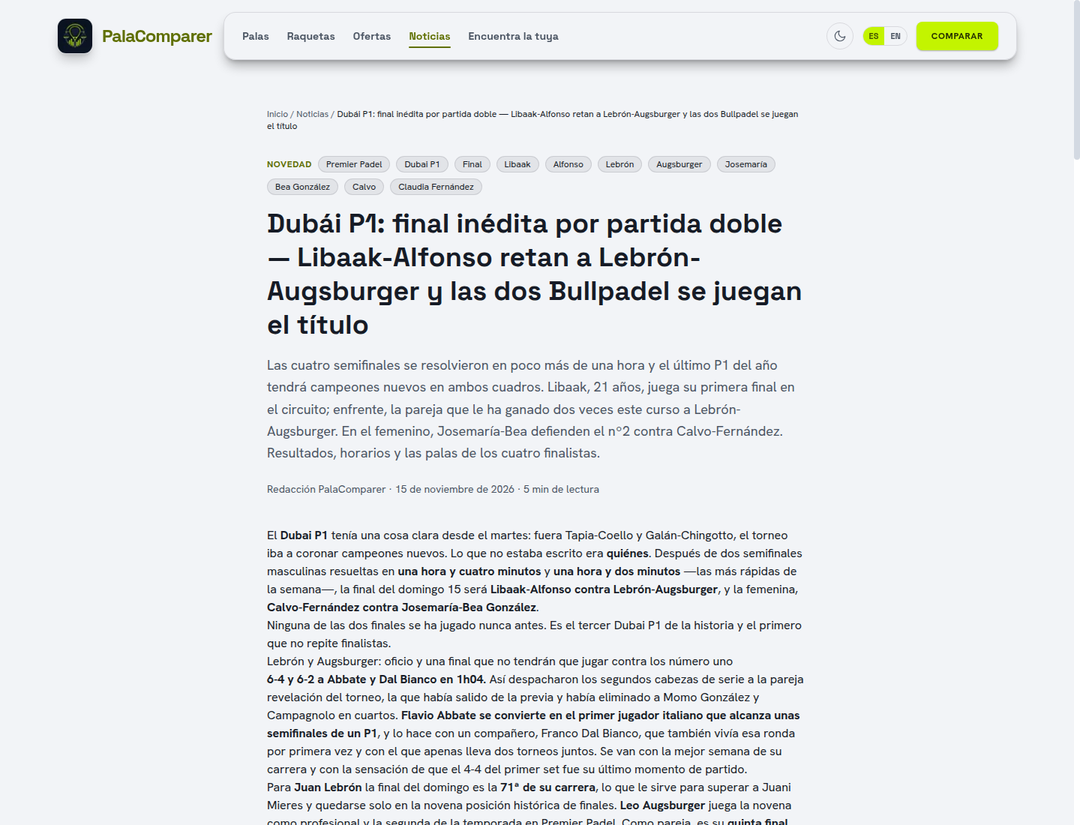 PalaComparer
Palas Raquetas Ofertas Noticias Encuentra la tuya
ES EN COMPARAR
Inicio / Noticias / Dubái P1: final inédita por partida doble — Libaak-Alfonso retan a Lebrón-Augsburger y las dos Bullpadel se juegan
el título
NOVEDAD Premier Padel Dubai P1 Final Libaak Alfonso Lebrón Augsburger Josemaría
Bea González Calvo Claudia Fernández
Dubái P1: final inédita por partida doble
— Libaak-Alfonso retan a Lebrón-
Augsburger y las dos Bullpadel se juegan
el título
Las cuatro semifinales se resolvieron en poco más de una hora y el último P1 del año
tendrá campeones nuevos en ambos cuadros. Libaak, 21 años, juega su primera final en
el circuito; enfrente, la pareja que le ha ganado dos veces este curso a Lebrón-
Augsburger. En el femenino, Josemaría-Bea defienden el nº2 contra Calvo-Fernández.
Resultados, horarios y las palas de los cuatro finalistas.
Redacción PalaComparer · 15 de noviembre de 2026 · 5 min de lectura
El Dubai P1 tenía una cosa clara desde el martes: fuera Tapia-Coello y Galán-Chingotto, el torneo
iba a coronar campeones nuevos. Lo que no estaba escrito era quiénes. Después de dos semifinales
masculinas resueltas en una hora y cuatro minutos y una hora y dos minutos —las más rápidas de
la semana—, la final del domingo 15 será Libaak-Alfonso contra Lebrón-Augsburger, y la femenina,
Calvo-Fernández contra Josemaría-Bea González.
Ninguna de las dos finales se ha jugado nunca antes. Es el tercer Dubai P1 de la historia y el primero
que no repite finalistas.
Lebrón y Augsburger: oficio y una final que no tendrán que jugar contra los número uno
6-4 y 6-2 a Abbate y Dal Bianco en 1h04. Así despacharon los segundos cabezas de serie a la pareja
revelación del torneo, la que había salido de la previa y había eliminado a Momo González y
Campagnolo en cuartos. Flavio Abbate se convierte en el primer jugador italiano que alcanza unas
semifinales de un P1, y lo hace con un compañero, Franco Dal Bianco, que también vivía esa ronda
por primera vez y con el que apenas lleva dos torneos juntos. Se van con la mejor semana de su
carrera y con la sensación de que el 4-4 del primer set fue su último momento de partido.
Para Juan Lebrón la final del domingo es la 71ª de su carrera, lo que le sirve para superar a Juani
Mieres y quedarse solo en la novena posición histórica de finales. Leo Augsburger juega la novena
como profesional y la segunda de la temporada en Premier Padel. Como pareja, es su quinta final